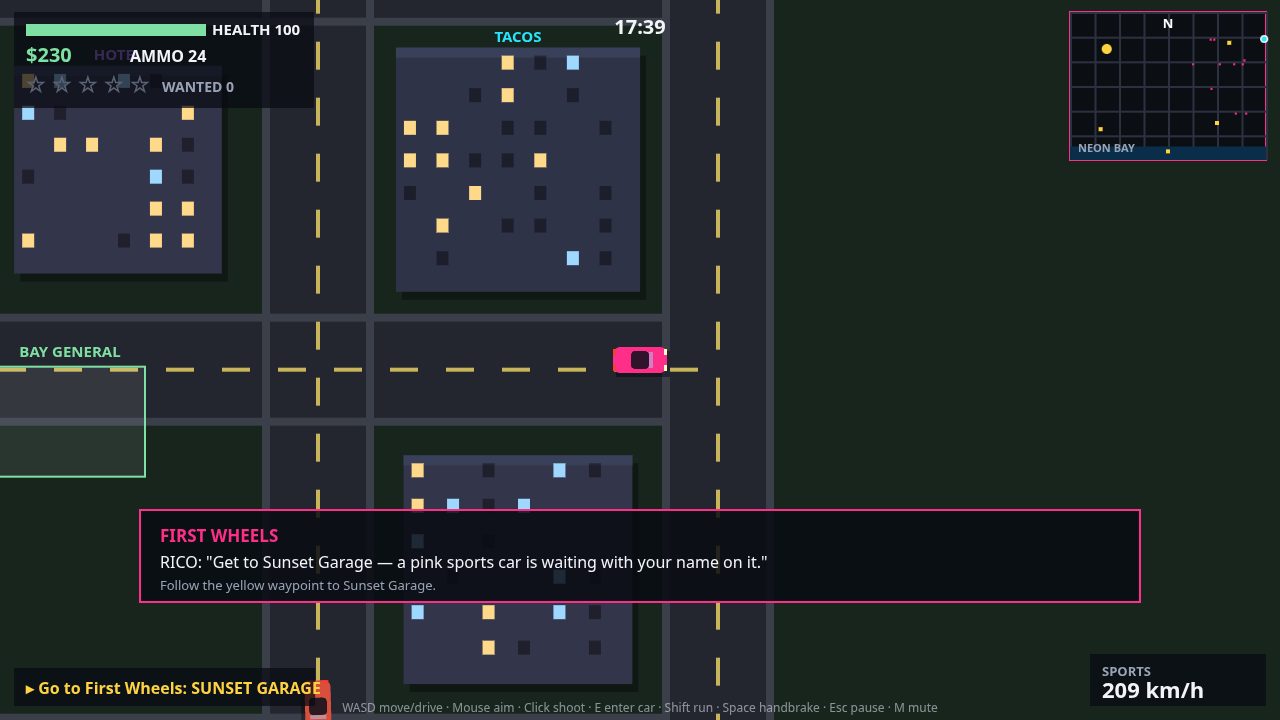 HEALTH 100
17:39
N
TACOS
$230
HOTE
AMMO 24
WANTED 0
NEON BAY
BAY GENERAL
FIRST WHEELS
RICO: "Get to Sunset Garage — a pink sports car is waiting with your name on it."
Follow the yellow waypoint to Sunset Garage.
SPORTS
209 km/h
▸ Go to First Wheels: SUNSET GARAGE
WASD move/drive · Mouse aim · Click shoot · E enter car · Shift run · Space handbrake · Esc pause · M mute